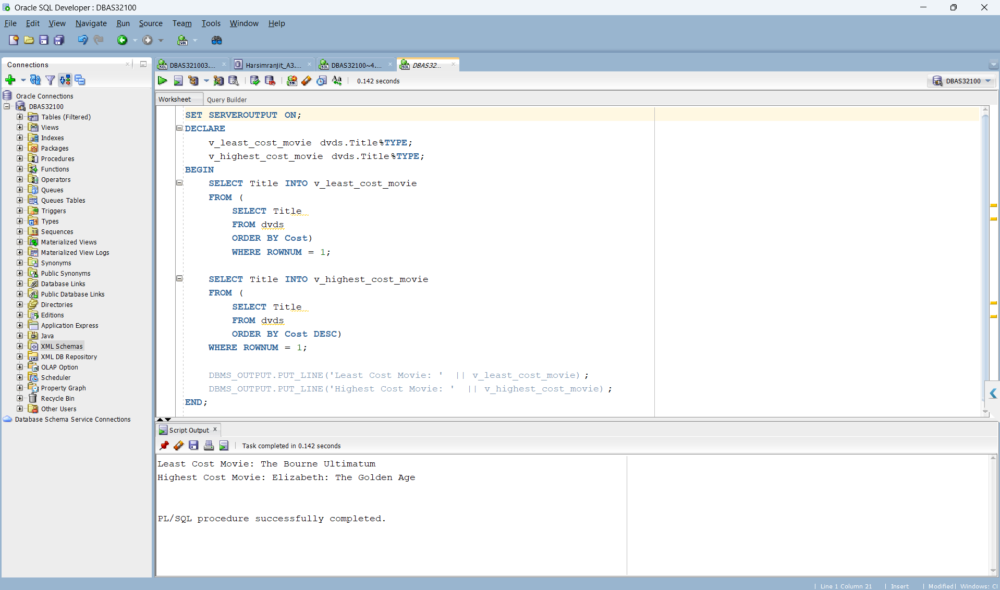 Oracle SQL Developer : DBAS32100
File Edit View Navigate Run Source Team Tools Window Help
Connections
DBAS321003....
Harsimranjit_A3....
DBAS32100~4....
DBAS32...
0.142 seconds
DBAS32100
Worksheet
Query Builder
Oracle Connections
DBAS32100
Tables (Filtered)
Views
Indexes
Packages
Procedures
Functions
Operators
Queues
Queues Tables
Triggers
Types
Sequences
Materialized Views
Materialized View Logs
Synonyms
Public Synonyms
Database Links
Public Database Links
Directories
Editions
Application Express
Java
XML Schemas
XML DB Repository
OLAP Option
Scheduler
Property Graph
Recycle Bin
Other Users
Database Schema Service Connections
SET SERVEROUTPUT ON;
DECLARE
v_least_cost_movie dvds.Title%TYPE;
v_highest_cost_movie dvds.Title%TYPE;
BEGIN
SELECT Title INTO v_least_cost_movie
FROM (
SELECT Title
FROM dvds
ORDER BY Cost)
WHERE ROWNUM = 1;
SELECT Title INTO v_highest_cost_movie
FROM (
SELECT Title
FROM dvds
ORDER BY Cost DESC)
WHERE ROWNUM = 1;
DBMS_OUTPUT.PUT_LINE('Least Cost Movie: ' || v_least_cost_movie);
DBMS_OUTPUT.PUT_LINE('Highest Cost Movie: ' || v_highest_cost_movie);
END;
Script Output
Task completed in 0.142 seconds
Least Cost Movie: The Bourne Ultimatum
Highest Cost Movie: Elizabeth: The Golden Age
PL/SQL procedure successfully completed.
Line 1 Column 21 | Insert | Modified | Windows: Cl